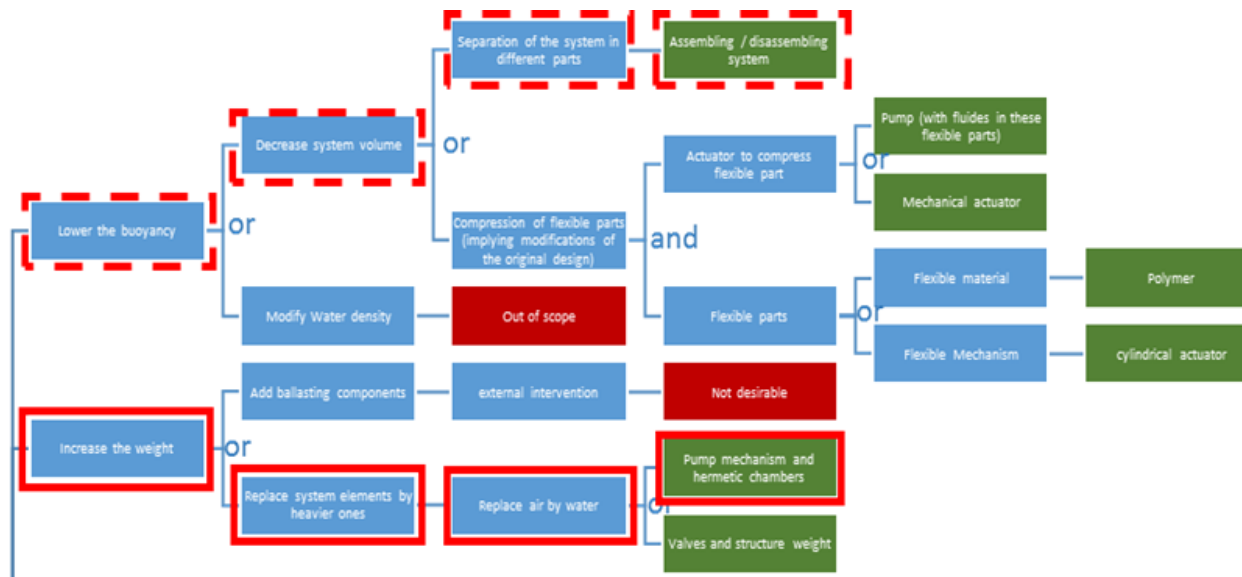 Separation of the system in
different parts
Assembling / disassembling
system
Decrease system volume
or
Pump (with fluides in these
flexible parts)
Actuator to compress
flexible part
or
Mechanical actuator
Lower the buoyancy
or
Compression of flexible parts
(implying modifications of
the original design)
and
Flexible material
Polymer
Modify Water density
Out of scope
Flexible parts
or
Flexible Mechanism
cylindrical actuator
Add ballasting components
external intervention
Not desirable
Increase the weight
or
Pump mechanism and
hermetic chambers
Replace system elements by
heavier ones
Replace air by water
or
Valves and structure weight